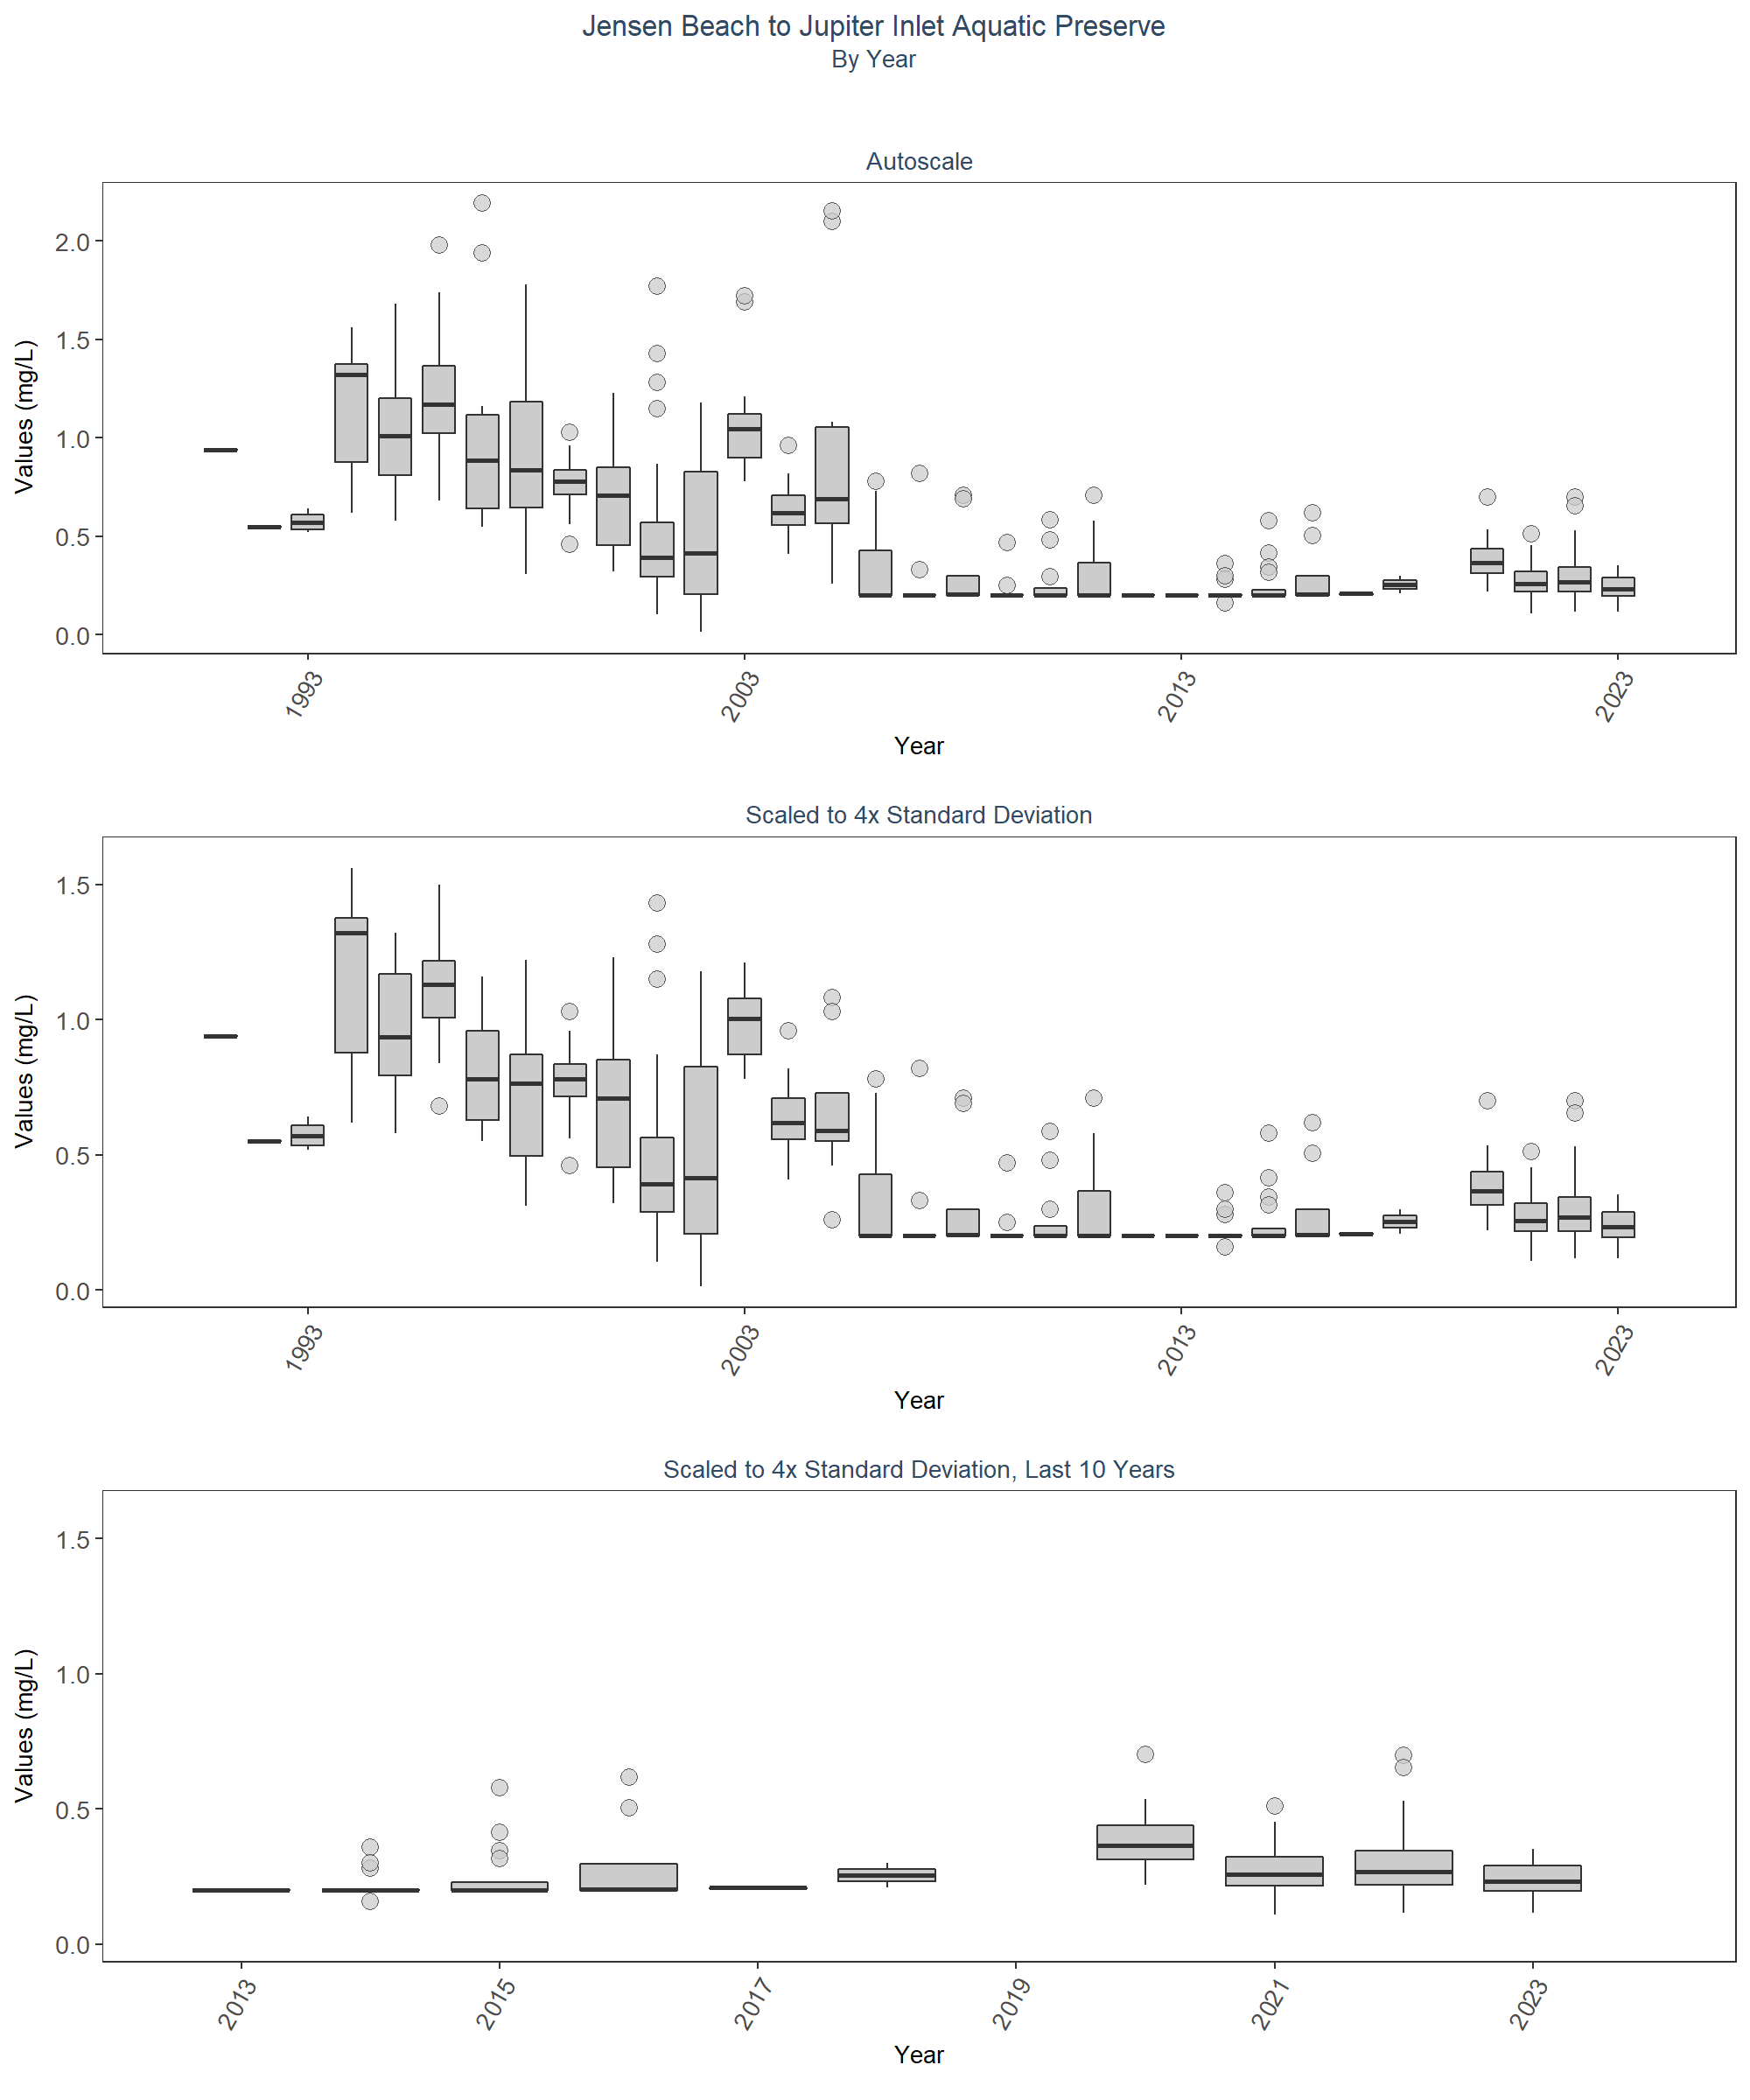 Jensen Beach to Jupiter Inlet Aquatic Preserve
By Year
Autoscale
Values (mg/L)
2.0
1.5
1.0
0.5
0.0
1993
2003
2013
2023
Year
Scaled to 4x Standard Deviation
Values (mg/L)
1.5
1.0
0.5
0.0
1993
2003
2013
2023
Year
Scaled to 4x Standard Deviation, Last 10 Years
Values (mg/L)
1.5
1.0
0.5
0.0
2013
2015
2017
2019
2021
2023
Year